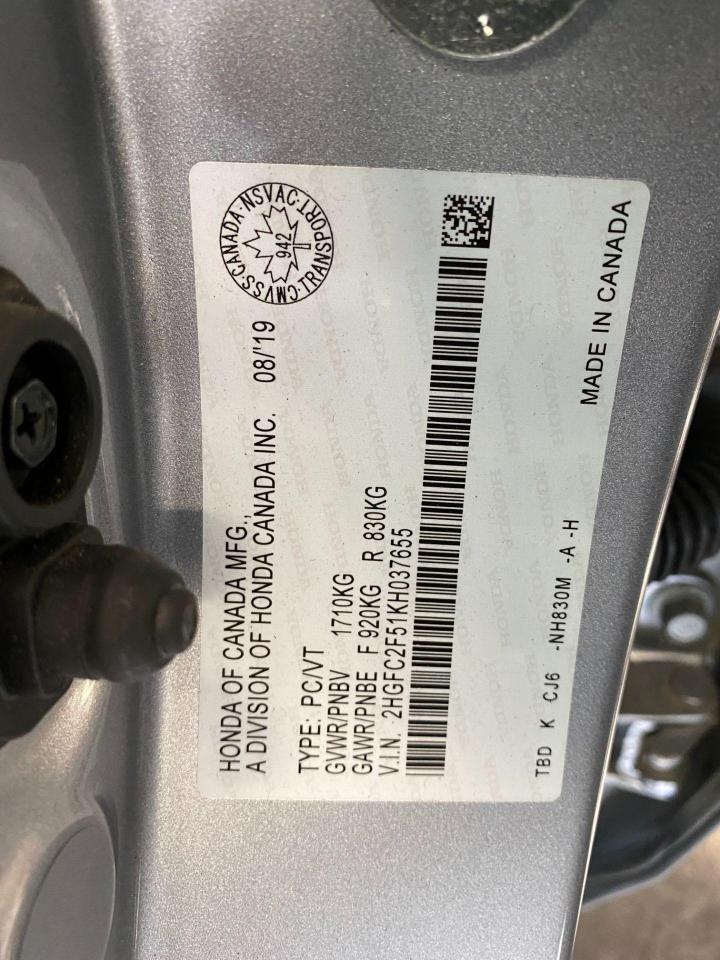 HONDA OF CANADA MFG.,
A DIVISION OF HONDA CANADA INC. 08/'19
CMVSS·CANADA·NSVAC·TRANSPORT·
942
TYPE: PC/VT
GVWR/PNBV 1710KG
GAWR/PNBE F 920KG R 830KG
V.I.N. 2HGFC2F51KH037655
TBD K CJ6 -NH830M -A -H
MADE IN CANADA